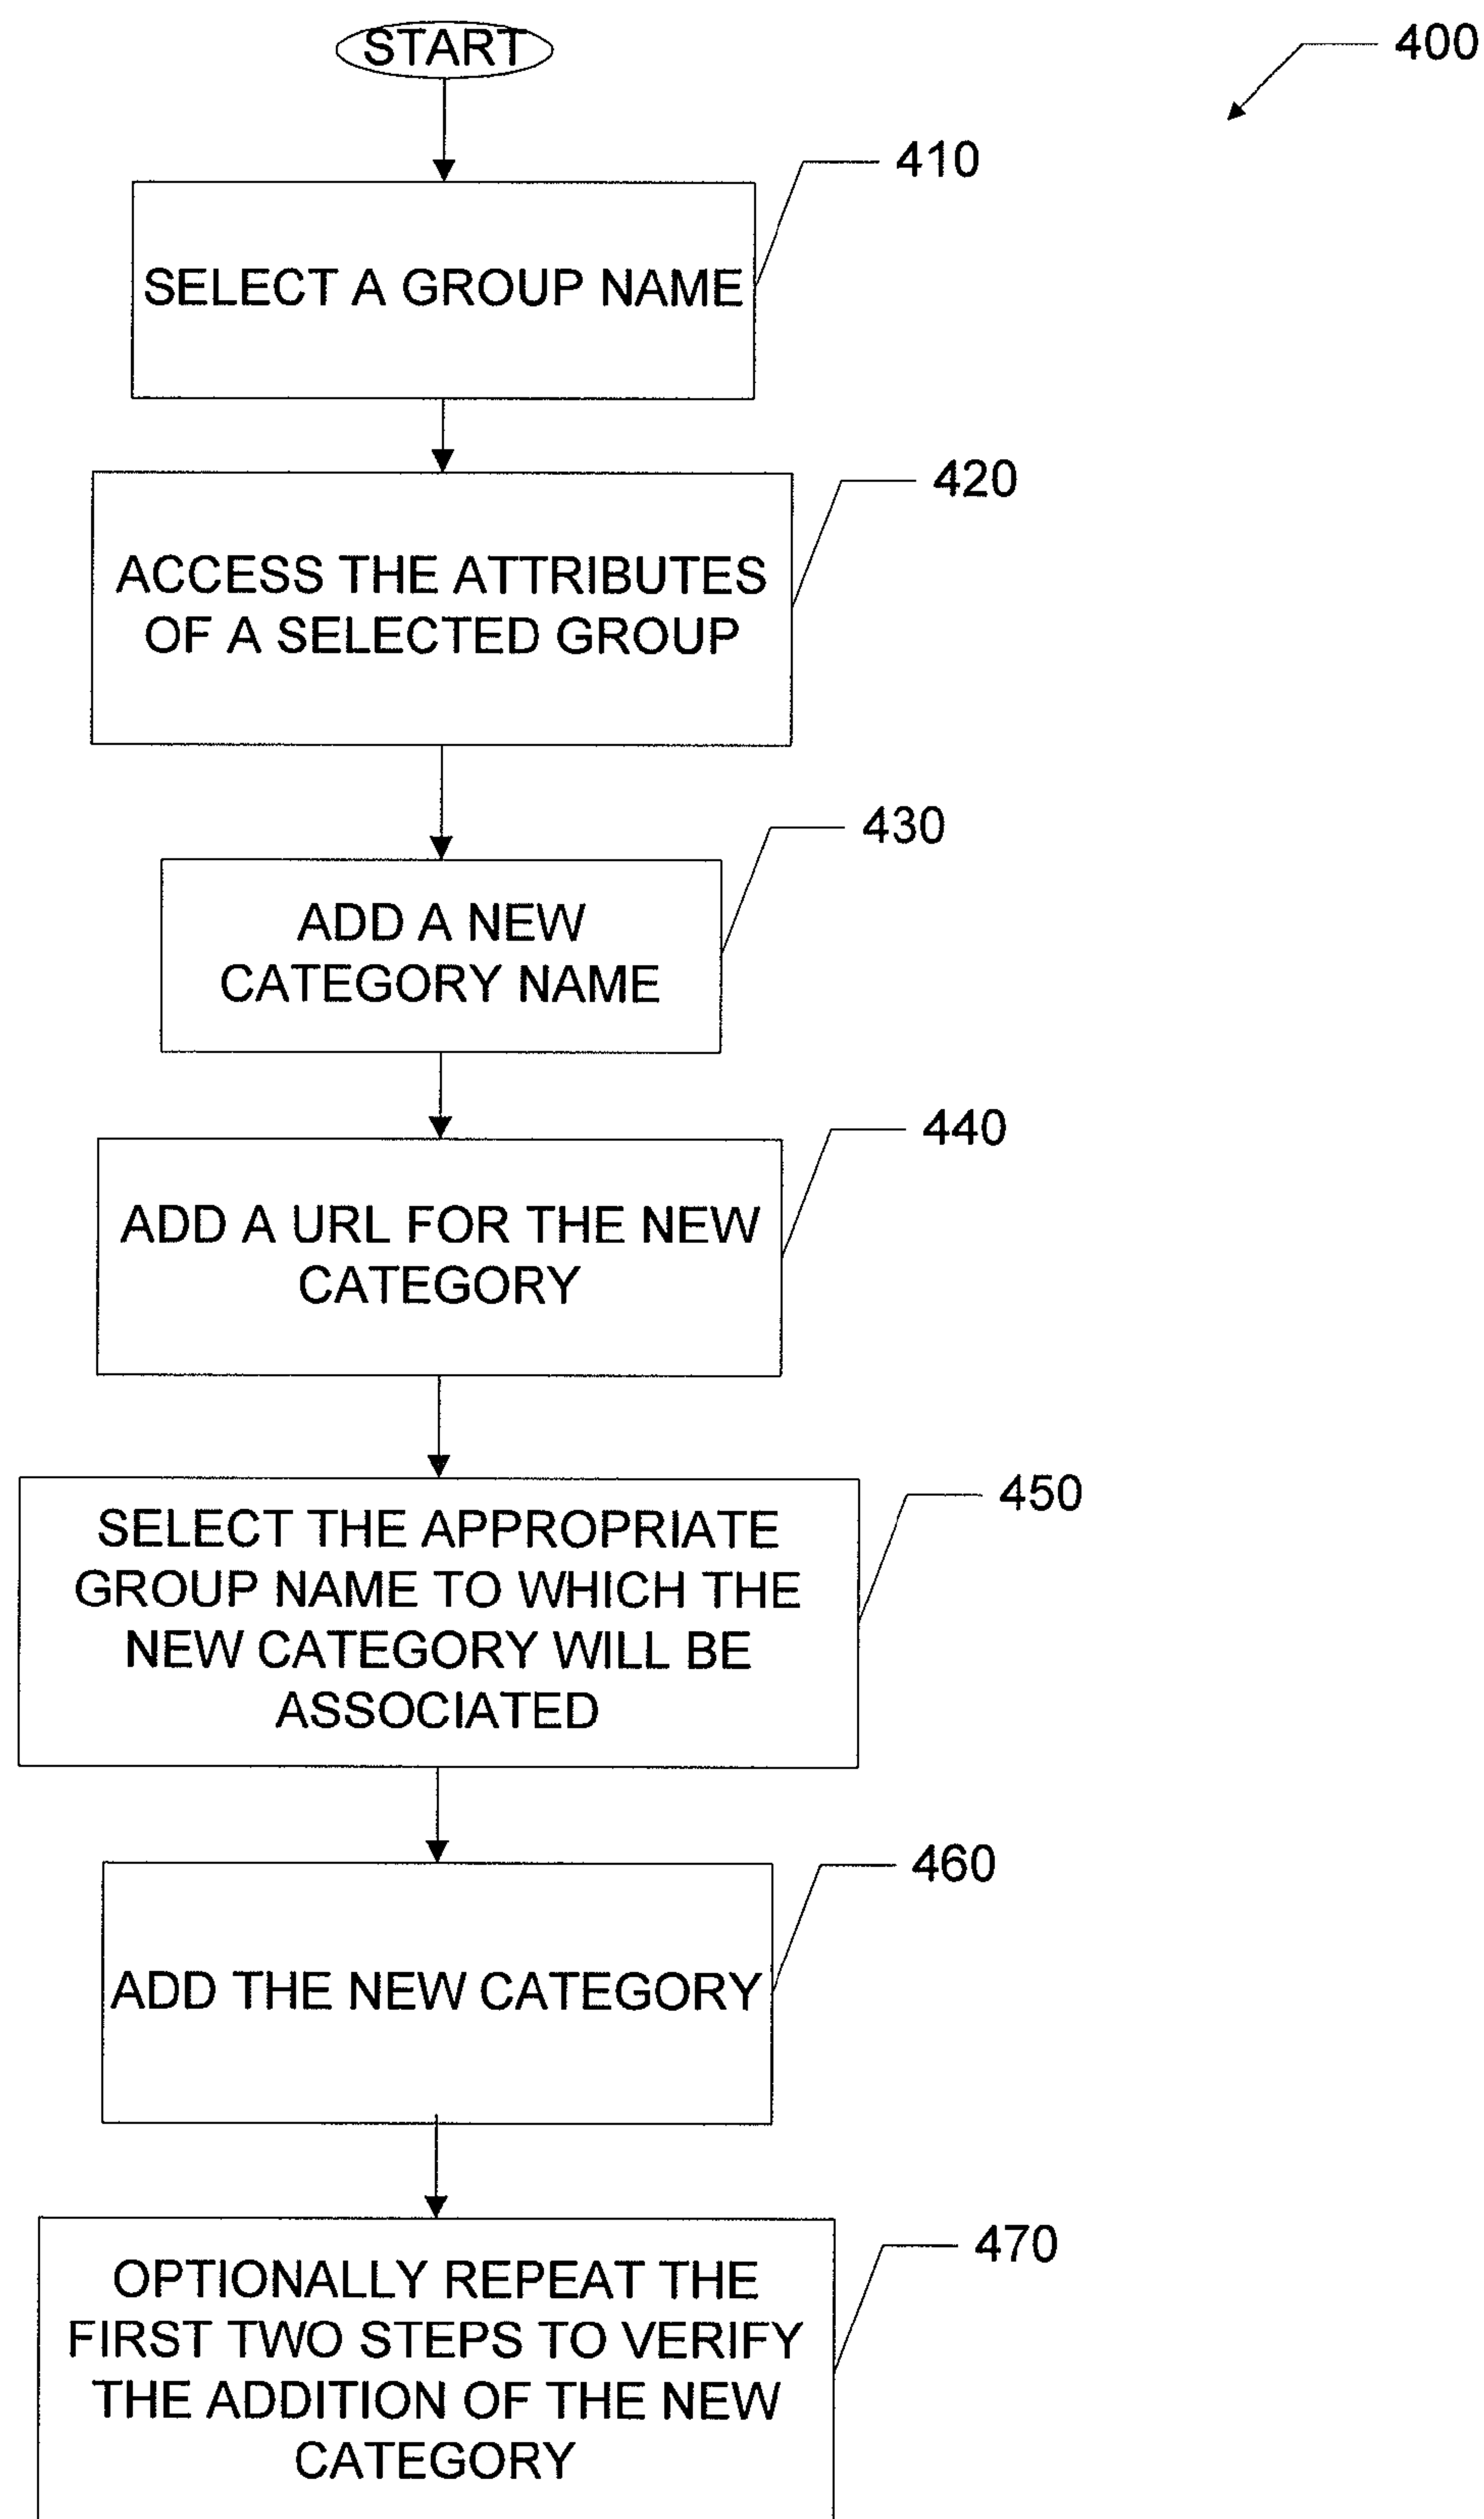 START
400
410
SELECT A GROUP NAME
420
ACCESS THE ATTRIBUTES
OF A SELECTED GROUP
430
ADD A NEW
CATEGORY NAME
440
ADD A URL FOR THE NEW
CATEGORY
450
SELECT THE APPROPRIATE
GROUP NAME TO WHICH THE
NEW CATEGORY WILL BE
ASSOCIATED
460
ADD THE NEW CATEGORY
470
OPTIONALLY REPEAT THE
FIRST TWO STEPS TO VERIFY
THE ADDITION OF THE NEW
CATEGORY